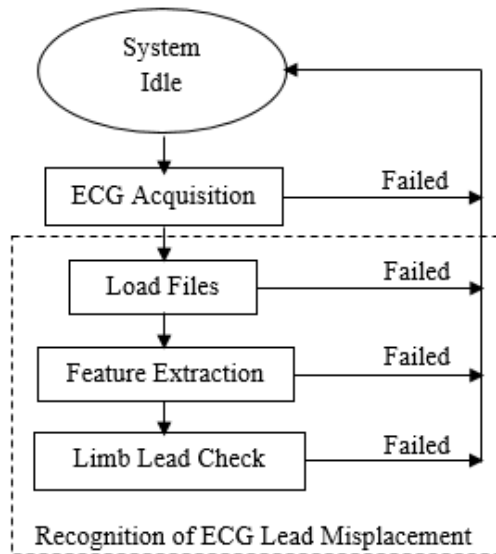 System
Idle
ECG Acquisition
Failed
Load Files
Failed
Feature Extraction
Failed
Limb Lead Check
Failed
Recognition of ECG Lead Misplacement